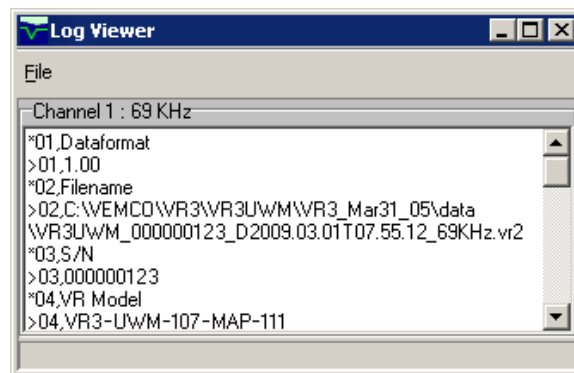 Log Viewer
File
Channel 1 : 69 KHz
*01,Dataformat
>01,1.00
*02,Filename
>02,C:\VEMCO\VR3\VR3UWM\VR3_Mar31_05\data
\VR3UWM_000000123_D2009.03.01T07.55.12_69KHz.vr2
*03,S/N
>03,000000123
*04,VR Model
>04,VR3-UWM-107-MAP-111